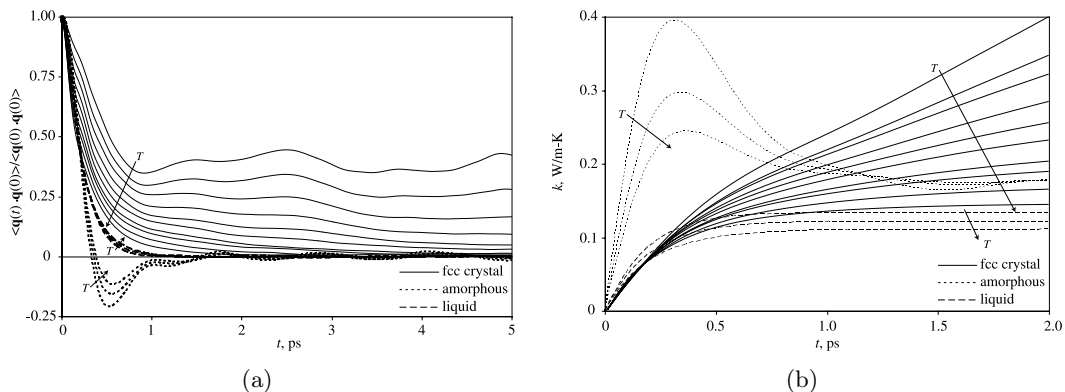 1.00
0.75
0.50
0.25
0
-0.25
<q(t) ·q(0)>/<q(0) ·q(0)>
T
T
T
fcc crystal
amorphous
liquid
0 1 2 3 4 5
t, ps
(a)
0.4
0.3
0.2
0.1
0
k, W/m-K
T
T
T
fcc crystal
amorphous
liquid
0 0.5 1.0 1.5 2.0
t, ps
(b)